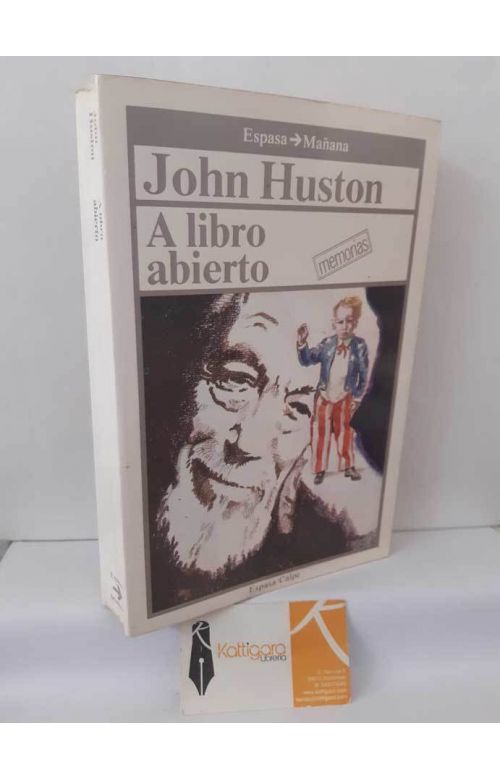 Espasa→Mañana
John Huston
A libro
abierto
memorias
Espasa-Calpe
John
Huston
A libro
abierto
Kattigara
Librería